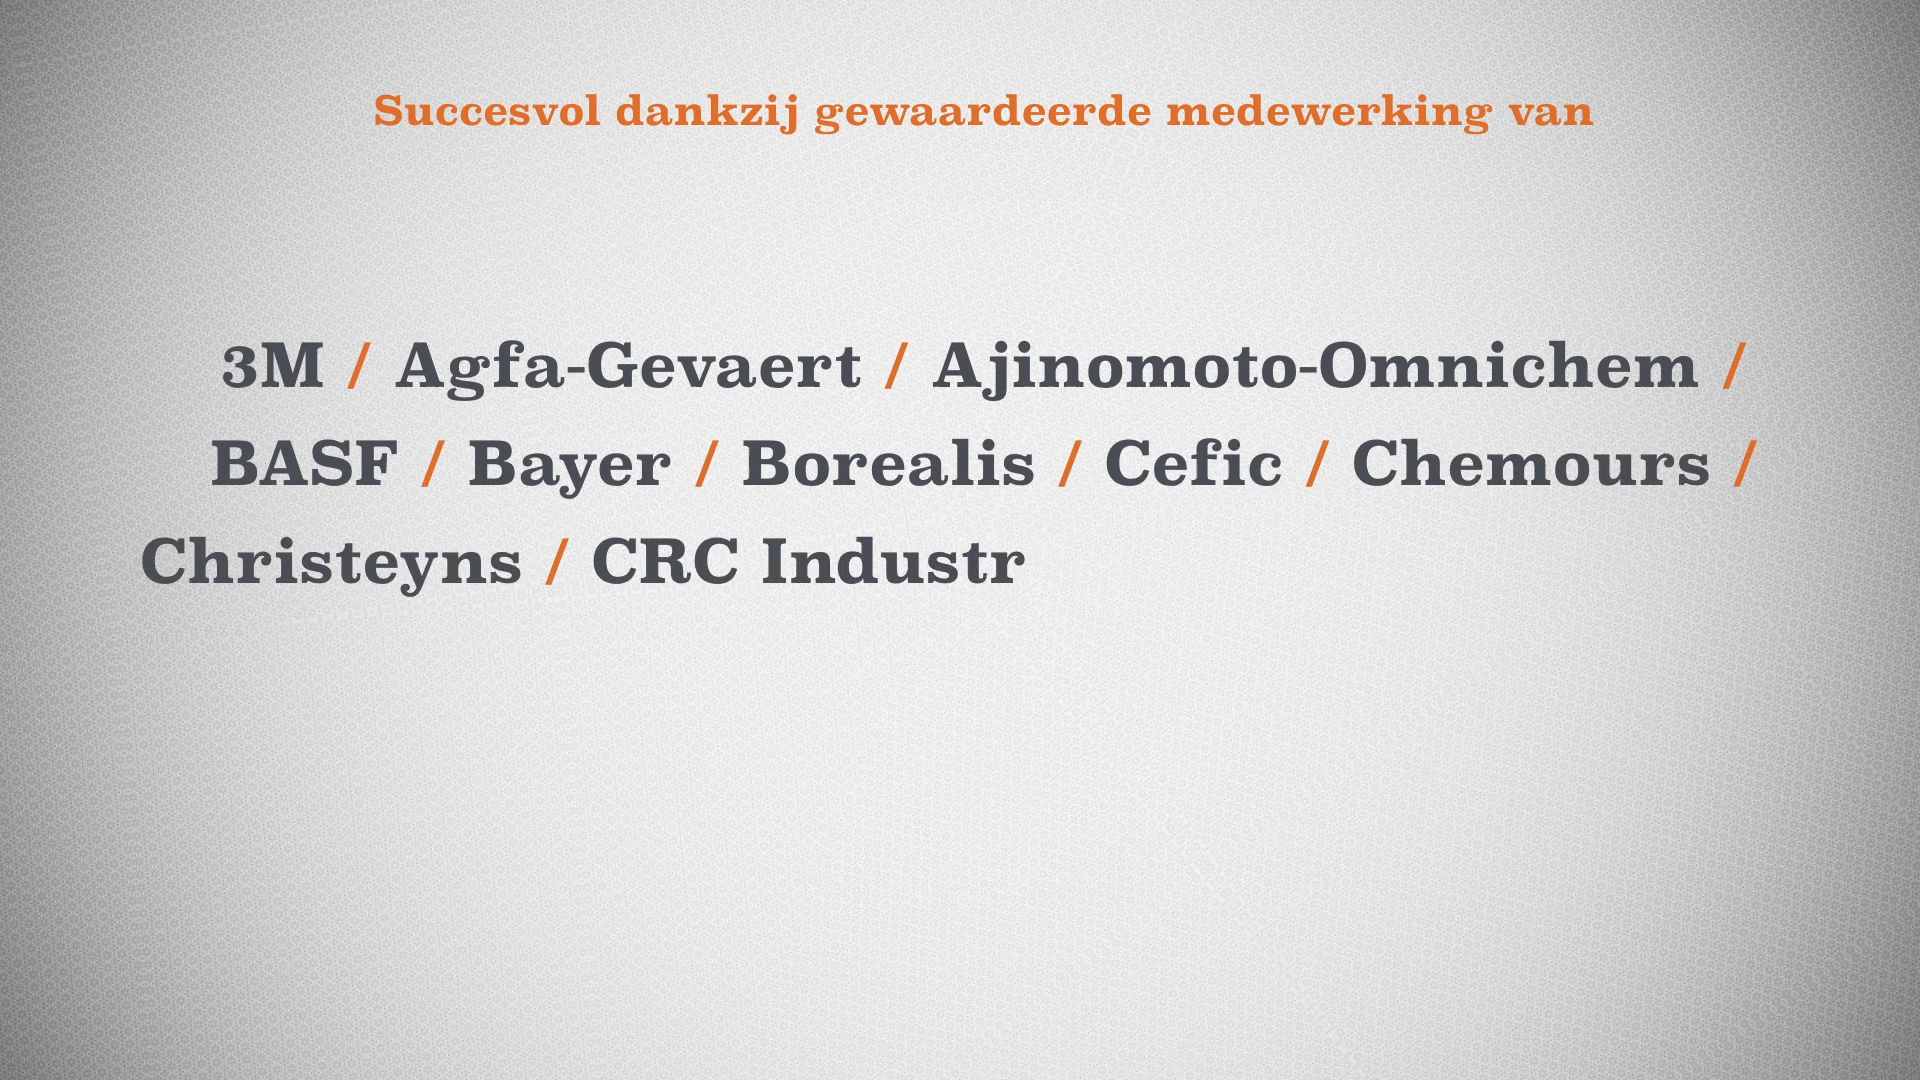 Succesvol dankzij gewaardeerde medewerking van
3M / Agfa-Gevaert / Ajinomoto-Omnichem /
BASF / Bayer / Borealis / Cefic / Chemours /
Christeyns / CRC Industr